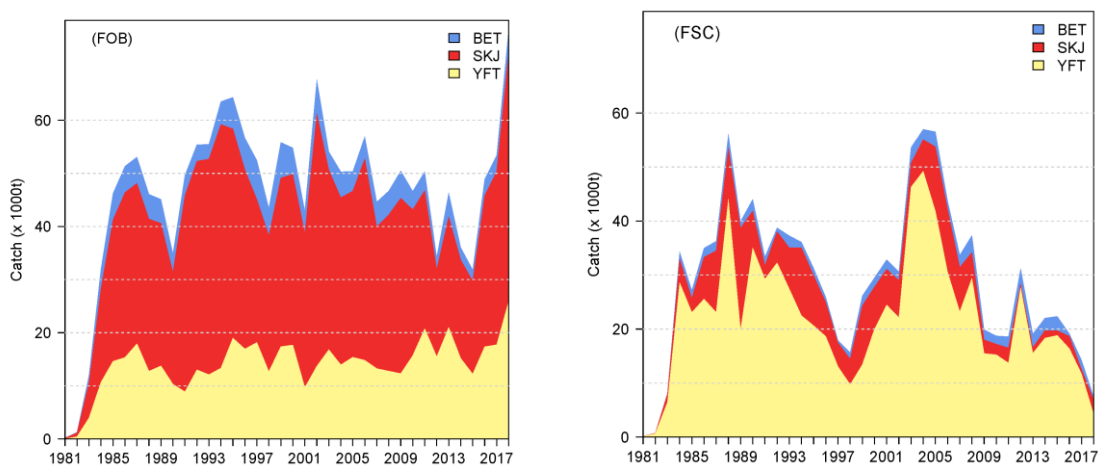 (FOB)
BET
SKJ
YFT
Catch (x 1000t)
60
40
20
0
1981 1985 1989 1993 1997 2001 2005 2009 2013 2017
(FSC)
BET
SKJ
YFT
Catch (x 1000t)
60
40
20
0
1981 1985 1989 1993 1997 2001 2005 2009 2013 2017